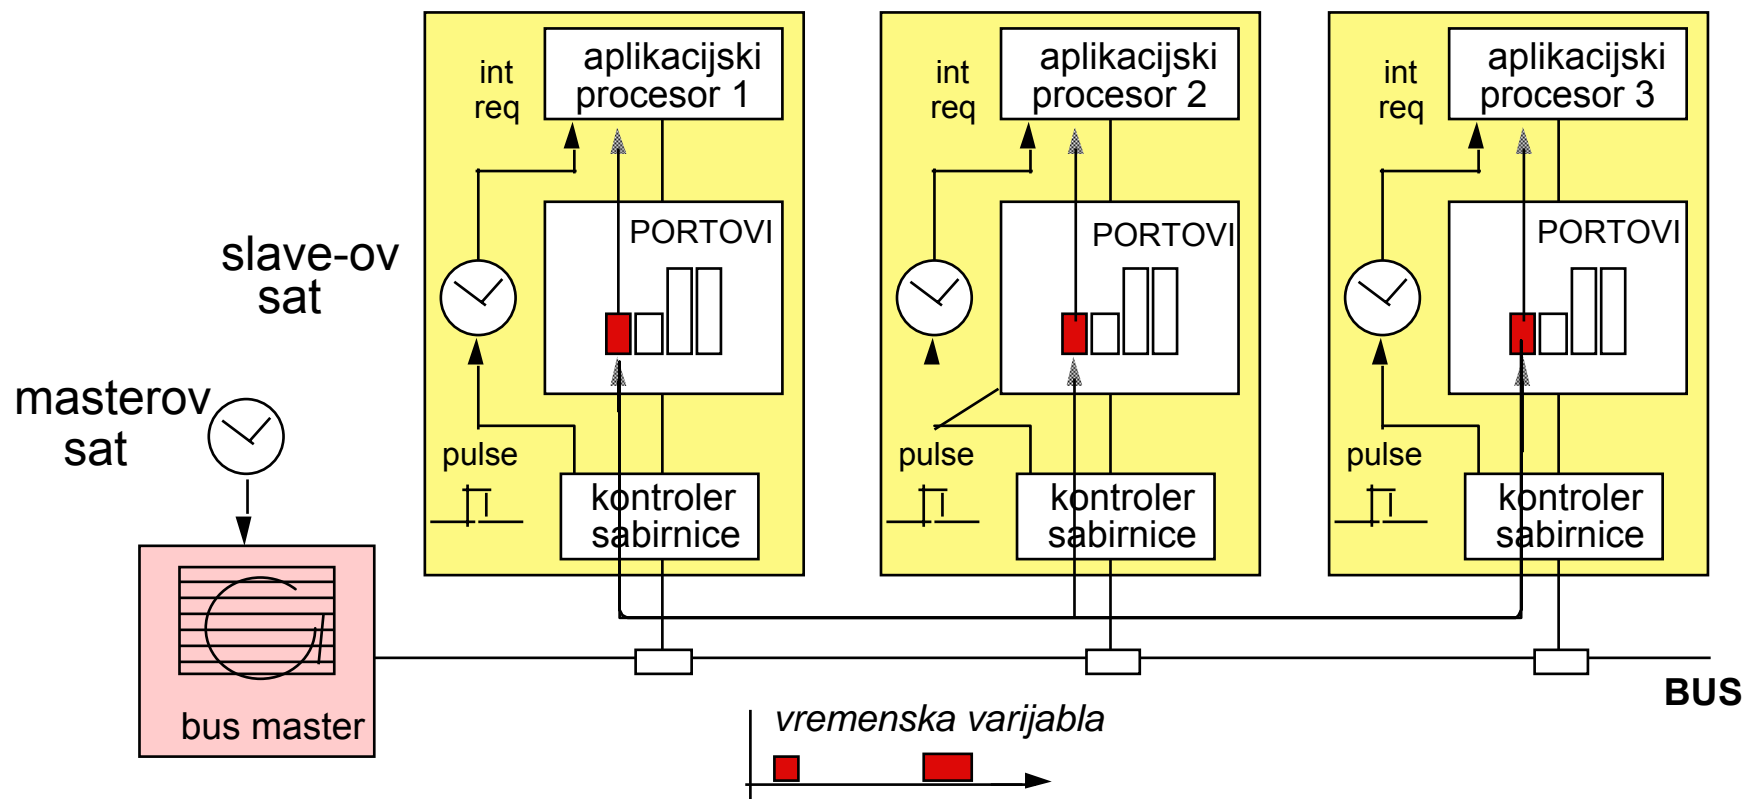 int
req
aplikacijski
procesor 1
int
req
aplikacijski
procesor 2
int
req
aplikacijski
procesor 3
slave-ov
sat
PORTOVI
PORTOVI
PORTOVI
masterov
sat
pulse
kontroler
sabirnice
pulse
kontroler
sabirnice
pulse
kontroler
sabirnice
bus master
BUS
vremenska varijabla